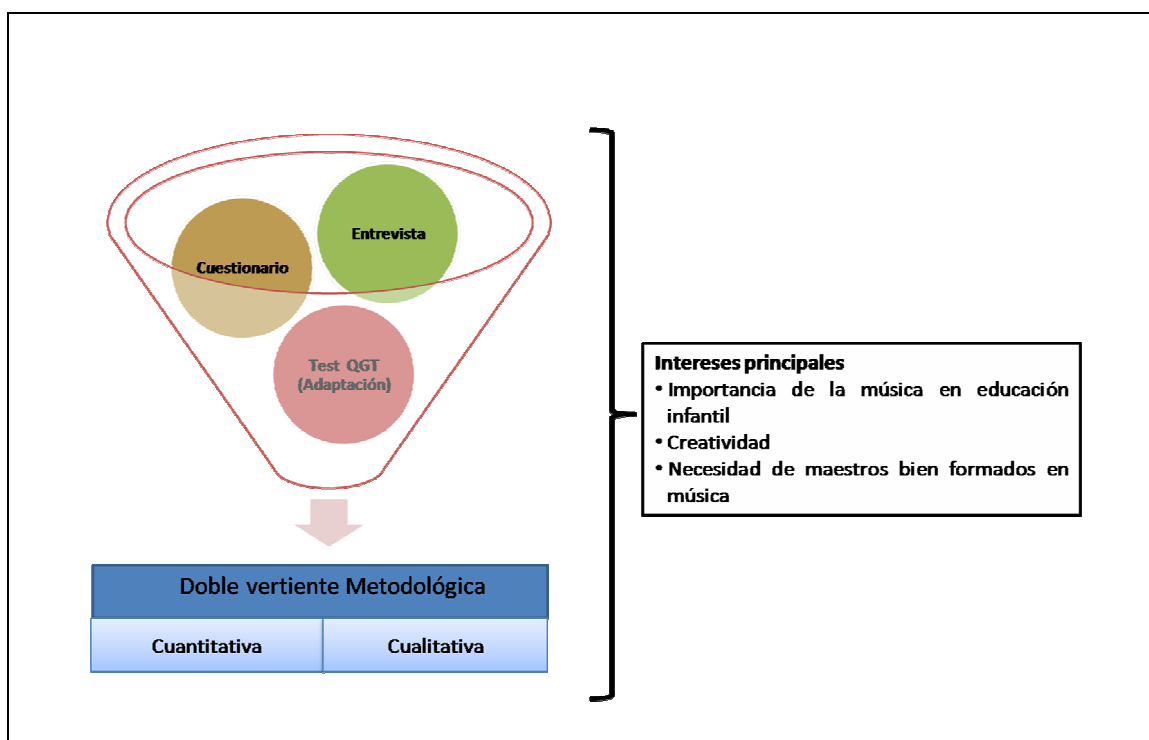 Entrevista
Cuestionario
Test QGT
(Adaptación)
Doble vertiente Metodológica
Cuantitativa
Cualitativa
Intereses principales
• Importancia de la música en educación
infantil
• Creatividad
• Necesidad de maestros bien formados en
música